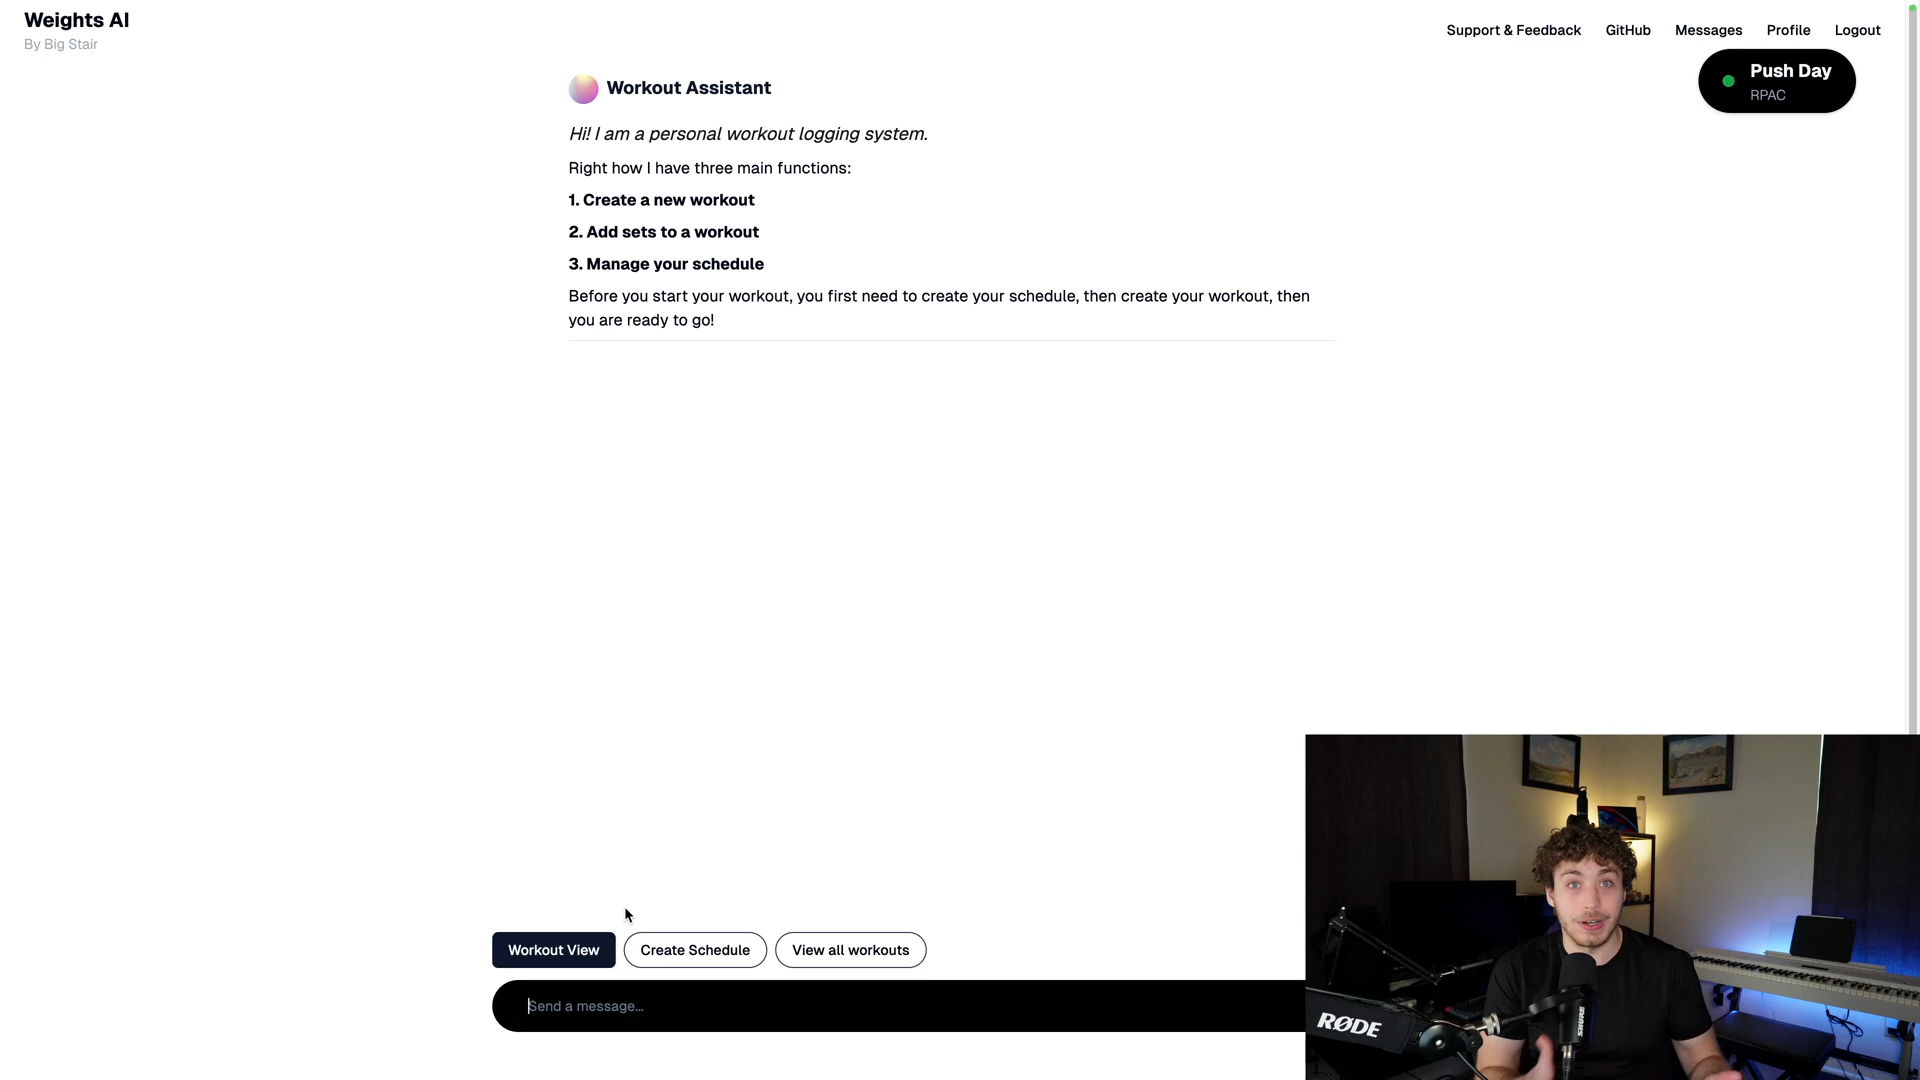 Weights AI
By Big Stair
Support & Feedback
GitHub
Messages
Profile
Logout
Push Day
RPAC
Workout Assistant
Hi! I am a personal workout logging system.
Right how I have three main functions:
1. Create a new workout
2. Add sets to a workout
3. Manage your schedule
Before you start your workout, you first need to create your schedule, then create your workout, then
you are ready to go!
Workout View
Create Schedule
View all workouts
Send a message...
RØDE
SHURE